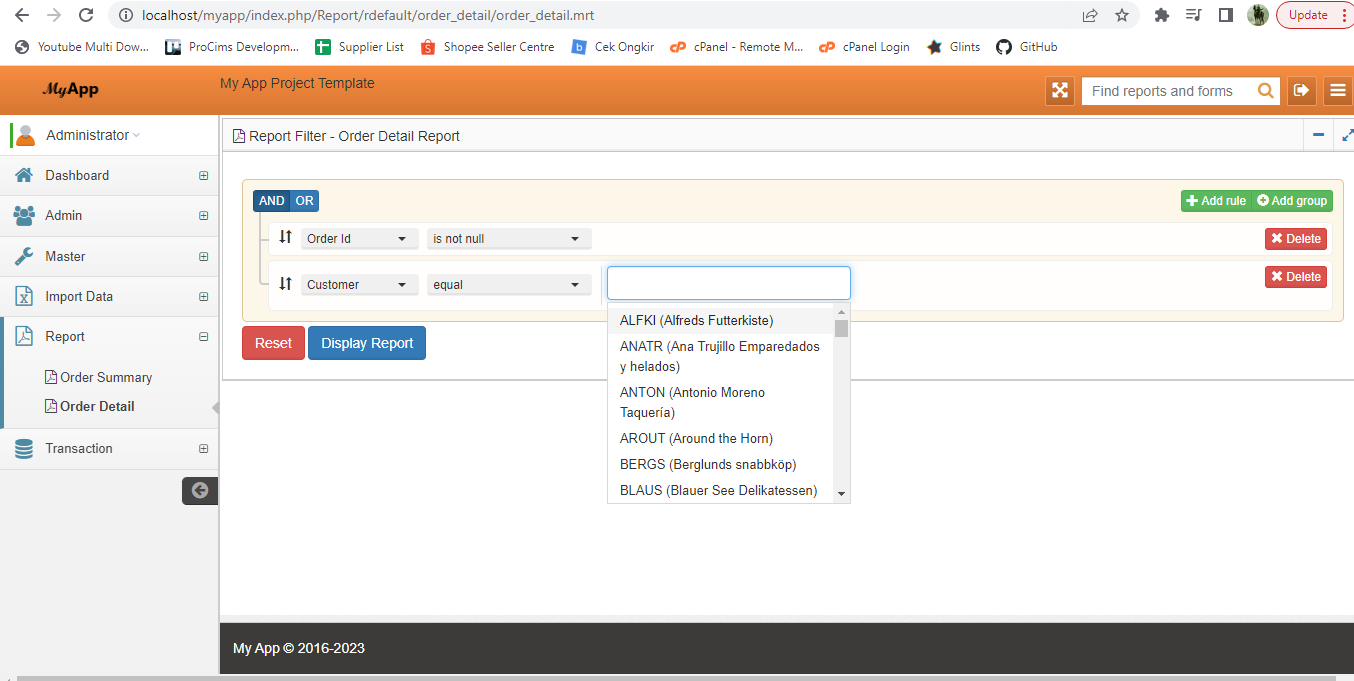 localhost/myapp/index.php/Report/rdefault/order_detail/order_detail.mrt
Update
Youtube Multi Dow...
ProCims Developm...
Supplier List
Shopee Seller Centre
Cek Ongkir
cPanel - Remote M...
cPanel Login
Glints
GitHub
MyApp
My App Project Template
Find reports and forms
Administrator
Report Filter - Order Detail Report
Dashboard
Admin
Master
Import Data
Report
Order Summary
Order Detail
Transaction
AND OR
Add rule Add group
Order Id is not null Delete
Customer equal Delete
ALFKI (Alfreds Futterkiste)
ANATR (Ana Trujillo Emparedados
y helados)
ANTON (Antonio Moreno
Taquería)
AROUT (Around the Horn)
BERGS (Berglunds snabbköp)
BLAUS (Blauer See Delikatessen)
Reset Display Report
My App © 2016-2023